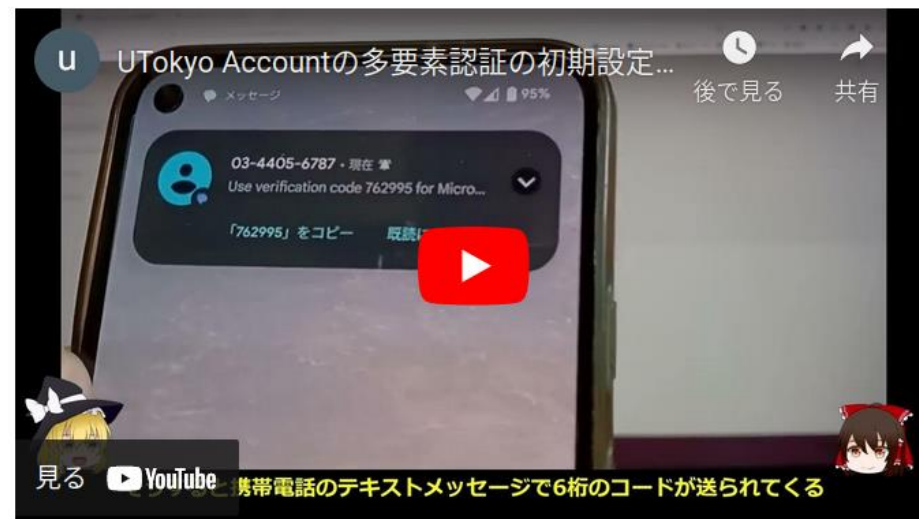 u
UTokyo Accountの多要素認証の初期設定...
後で見る
共有
メッセージ
95%
03-4405-6787・現在
Use verification code 762995 for Micro...
「762995」をコピー
既読に
見る
YouTube
と携帯電話のテキストメッセージで6桁のコードが送られてくる